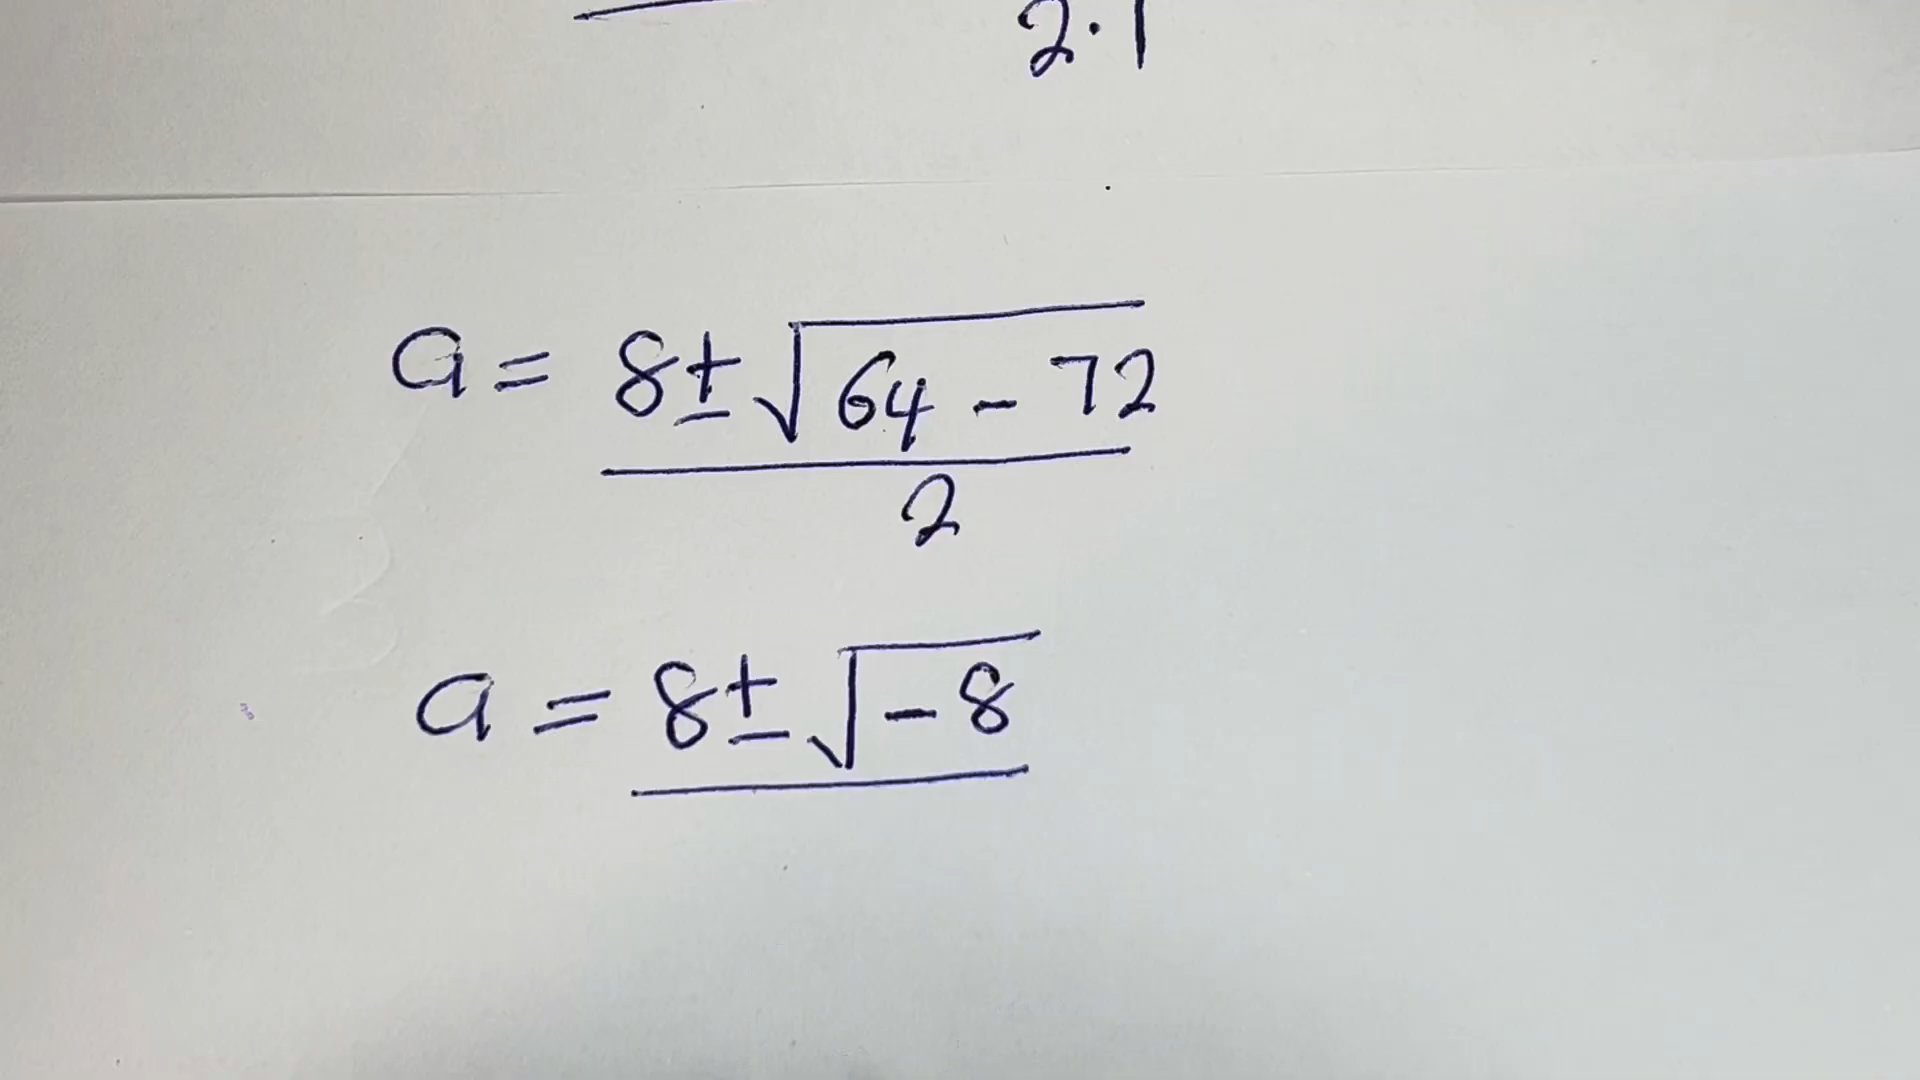 2·1
a = 8±√64-72
2
a = 8±√-8